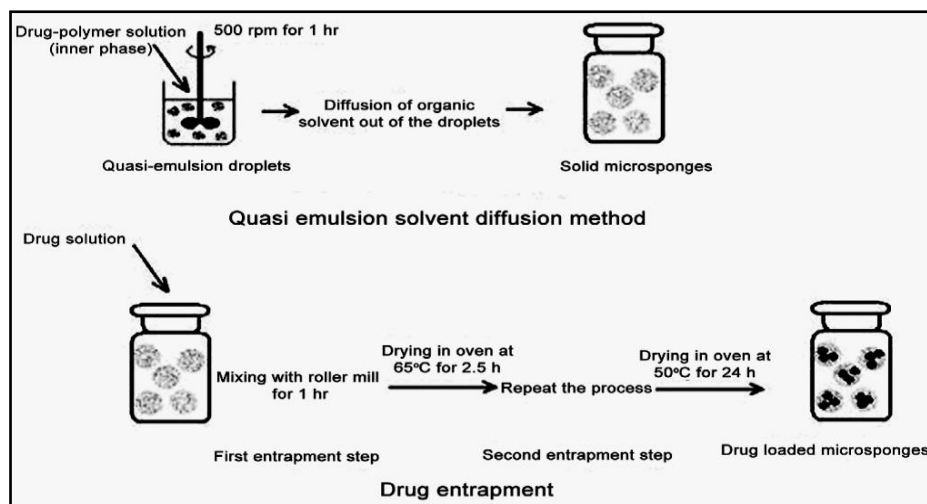 Drug-polymer solution
(inner phase)
500 rpm for 1 hr
Diffusion of organic
solvent out of the droplets
Quasi-emulsion droplets
Solid microsponges
Quasi emulsion solvent diffusion method
Drug solution
Mixing with roller mill
for 1 hr
Drying in oven at
65ºC for 2.5 h
Repeat the process
Drying in oven at
50ºC for 24 h
First entrapment step
Second entrapment step
Drug loaded microsponges
Drug entrapment